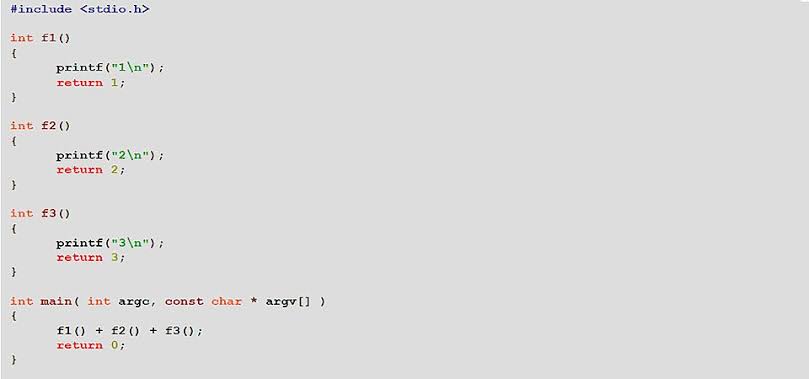 #include <stdio.h>
int f1()
{
printf("1\n");
return 1;
}
int f2()
{
printf("2\n");
return 2;
}
int f3()
{
printf("3\n");
return 3;
}
int main( int argc, const char * argv[] )
{
f1() + f2() + f3();
return 0;
}